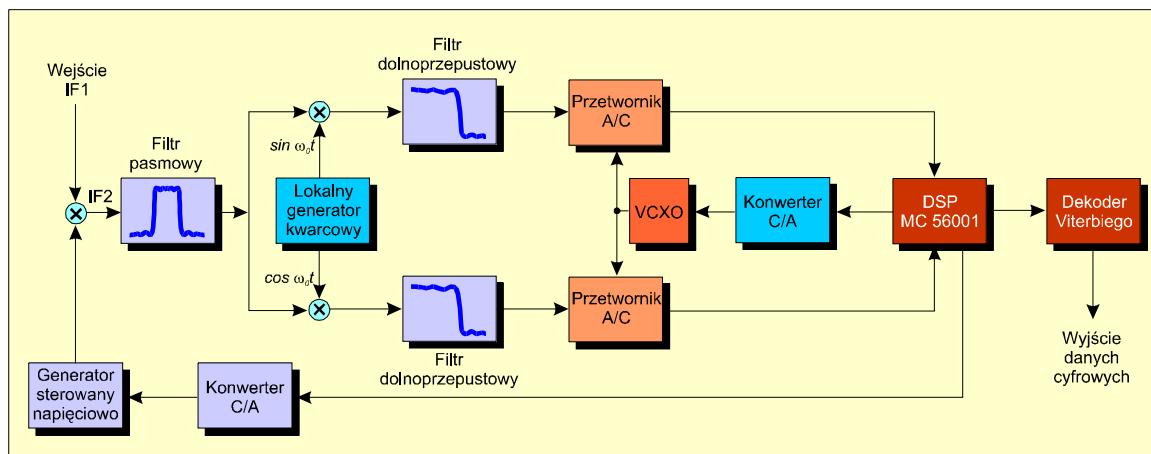 Wejście
IF1
Filtr
pasmowy
IF2
Filtr
dolnoprzepustowy
sin ω₀t
Lokalny
generator
kwarcowy
cos ω₀t
Filtr
dolnoprzepustowy
Przetwornik
A/C
VCXO
Konwerter
C/A
Przetwornik
A/C
DSP
MC 56001
Dekoder
Viterbiego
Wyjście
danych
cyfrowych
Generator
sterowany
napięciowo
Konwerter
C/A